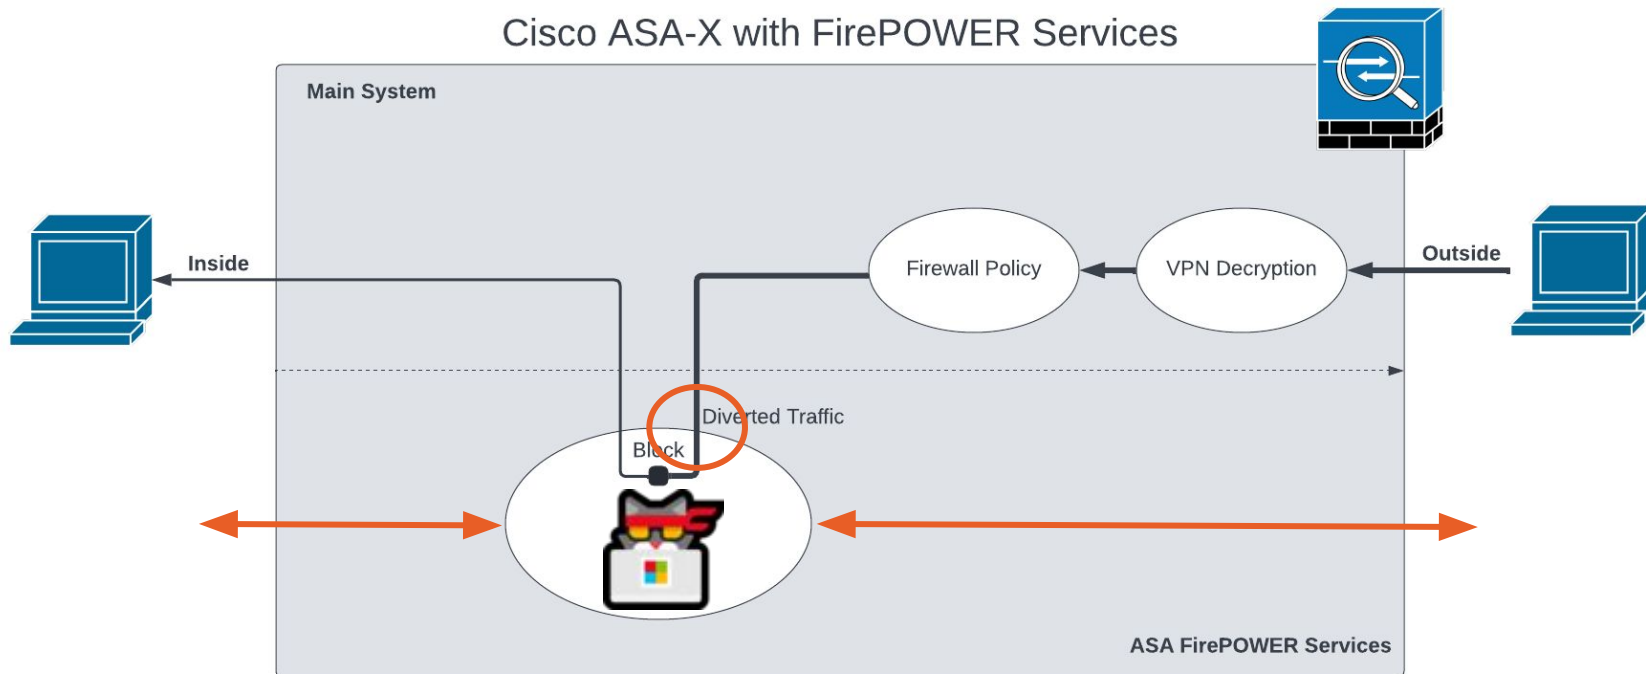 Cisco ASA-X with FirePOWER Services
Main System
Inside
Firewall Policy
VPN Decryption
Outside
Diverted Traffic
Block
ASA FirePOWER Services